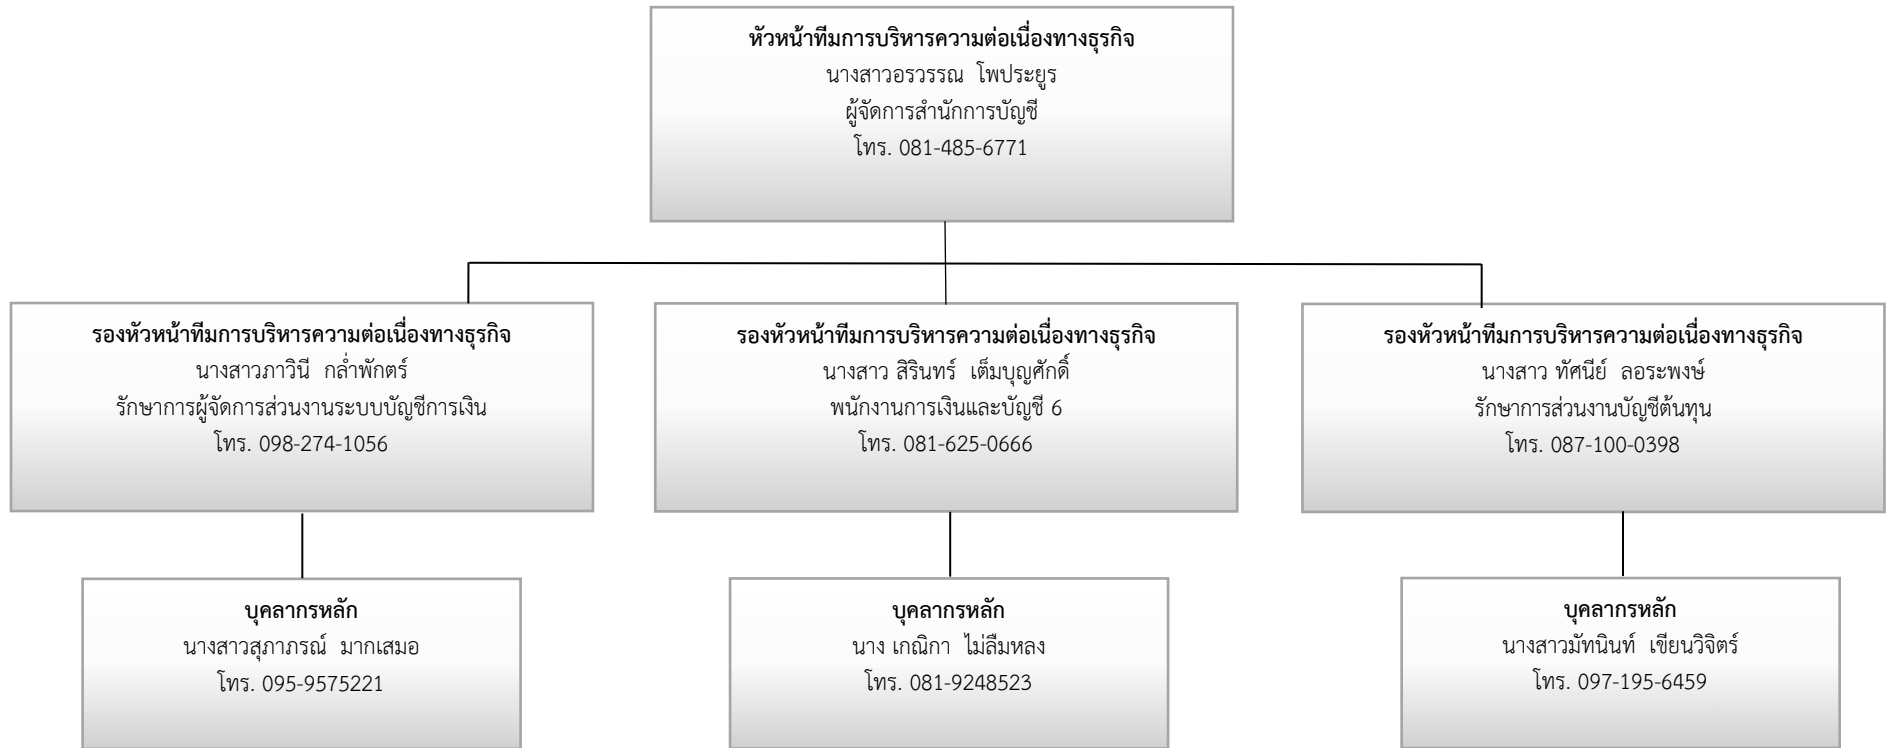 หัวหน้าทีมการบริหารความต่อเนื่องทางธุรกิจ
นางสาวอรวรรณ โพประยูร
ผู้จัดการสำนักการบัญชี
โทร. 081-485-6771
รองหัวหน้าทีมการบริหารความต่อเนื่องทางธุรกิจ
นางสาวภาวินี กล่ำพักตร์
รักษาการผู้จัดการส่วนงานระบบบัญชีการเงิน
โทร. 098-274-1056
รองหัวหน้าทีมการบริหารความต่อเนื่องทางธุรกิจ
นางสาว สิรินทร์ เต็มบุญศักดิ์
พนักงานการเงินและบัญชี 6
โทร. 081-625-0666
รองหัวหน้าทีมการบริหารความต่อเนื่องทางธุรกิจ
นางสาว ทัศนีย์ ลอระพงษ์
รักษาการส่วนงานบัญชีต้นทุน
โทร. 087-100-0398
บุคลากรหลัก
นางสาวสุภาภรณ์ มากเสมอ
โทร. 095-9575221
บุคลากรหลัก
นาง เกณิกา ไม่ลืมหลง
โทร. 081-9248523
บุคลากรหลัก
นางสาวมัทนินท์ เขียนวิจิตร์
โทร. 097-195-6459